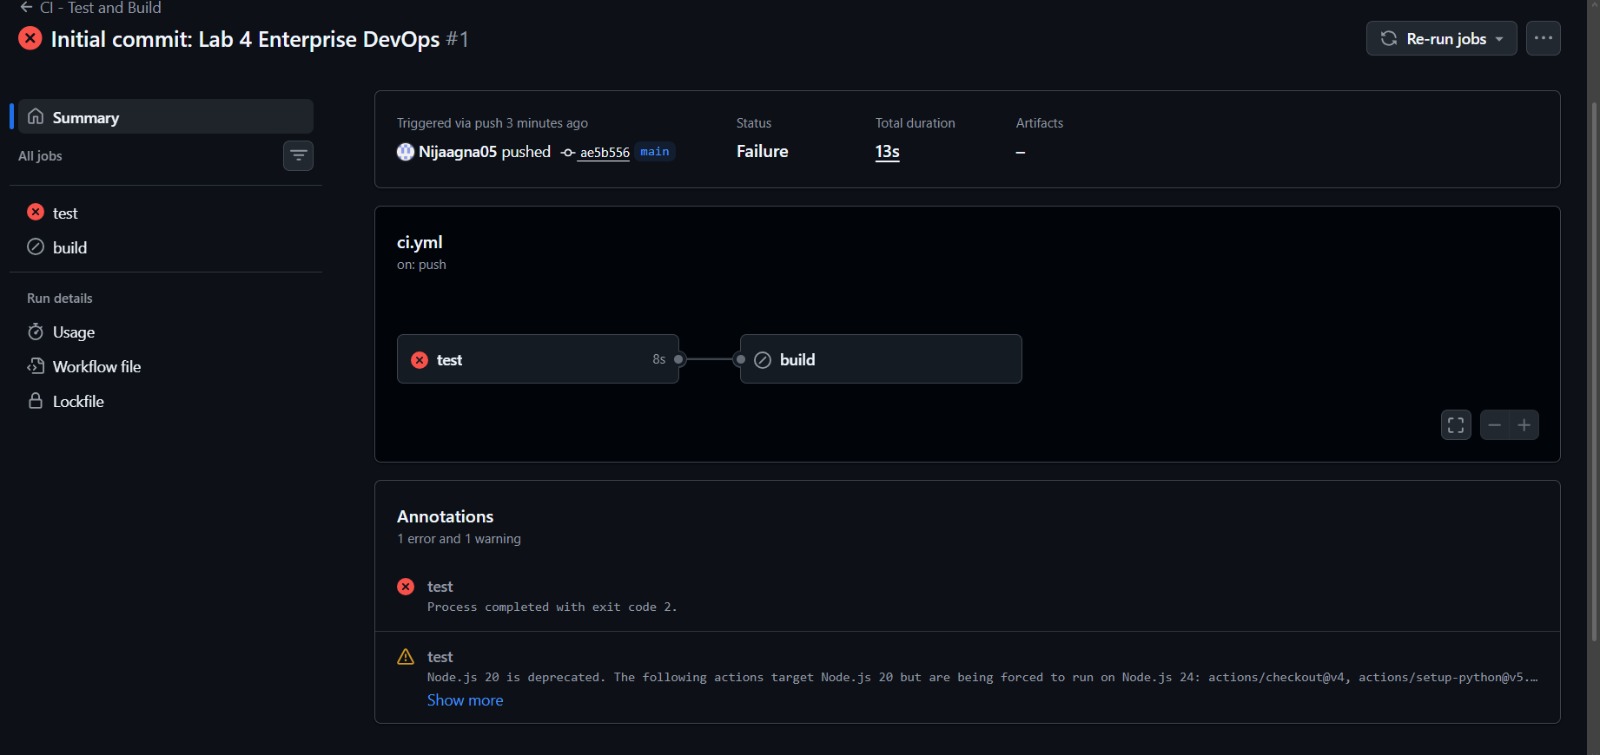 CI - Test and Build
Initial commit: Lab 4 Enterprise DevOps #1
Re-run jobs
Summary
All jobs
test
build
Run details
Usage
Workflow file
Lockfile
Triggered via push 3 minutes ago
Nijaagna05 pushed ae5b556 main
Status
Failure
Total duration
13s
Artifacts
–
ci.yml
on: push
test 8s
build
Annotations
1 error and 1 warning
test
Process completed with exit code 2.
test
Node.js 20 is deprecated. The following actions target Node.js 20 but are being forced to run on Node.js 24: actions/checkout@v4, actions/setup-python@v5.…
Show more